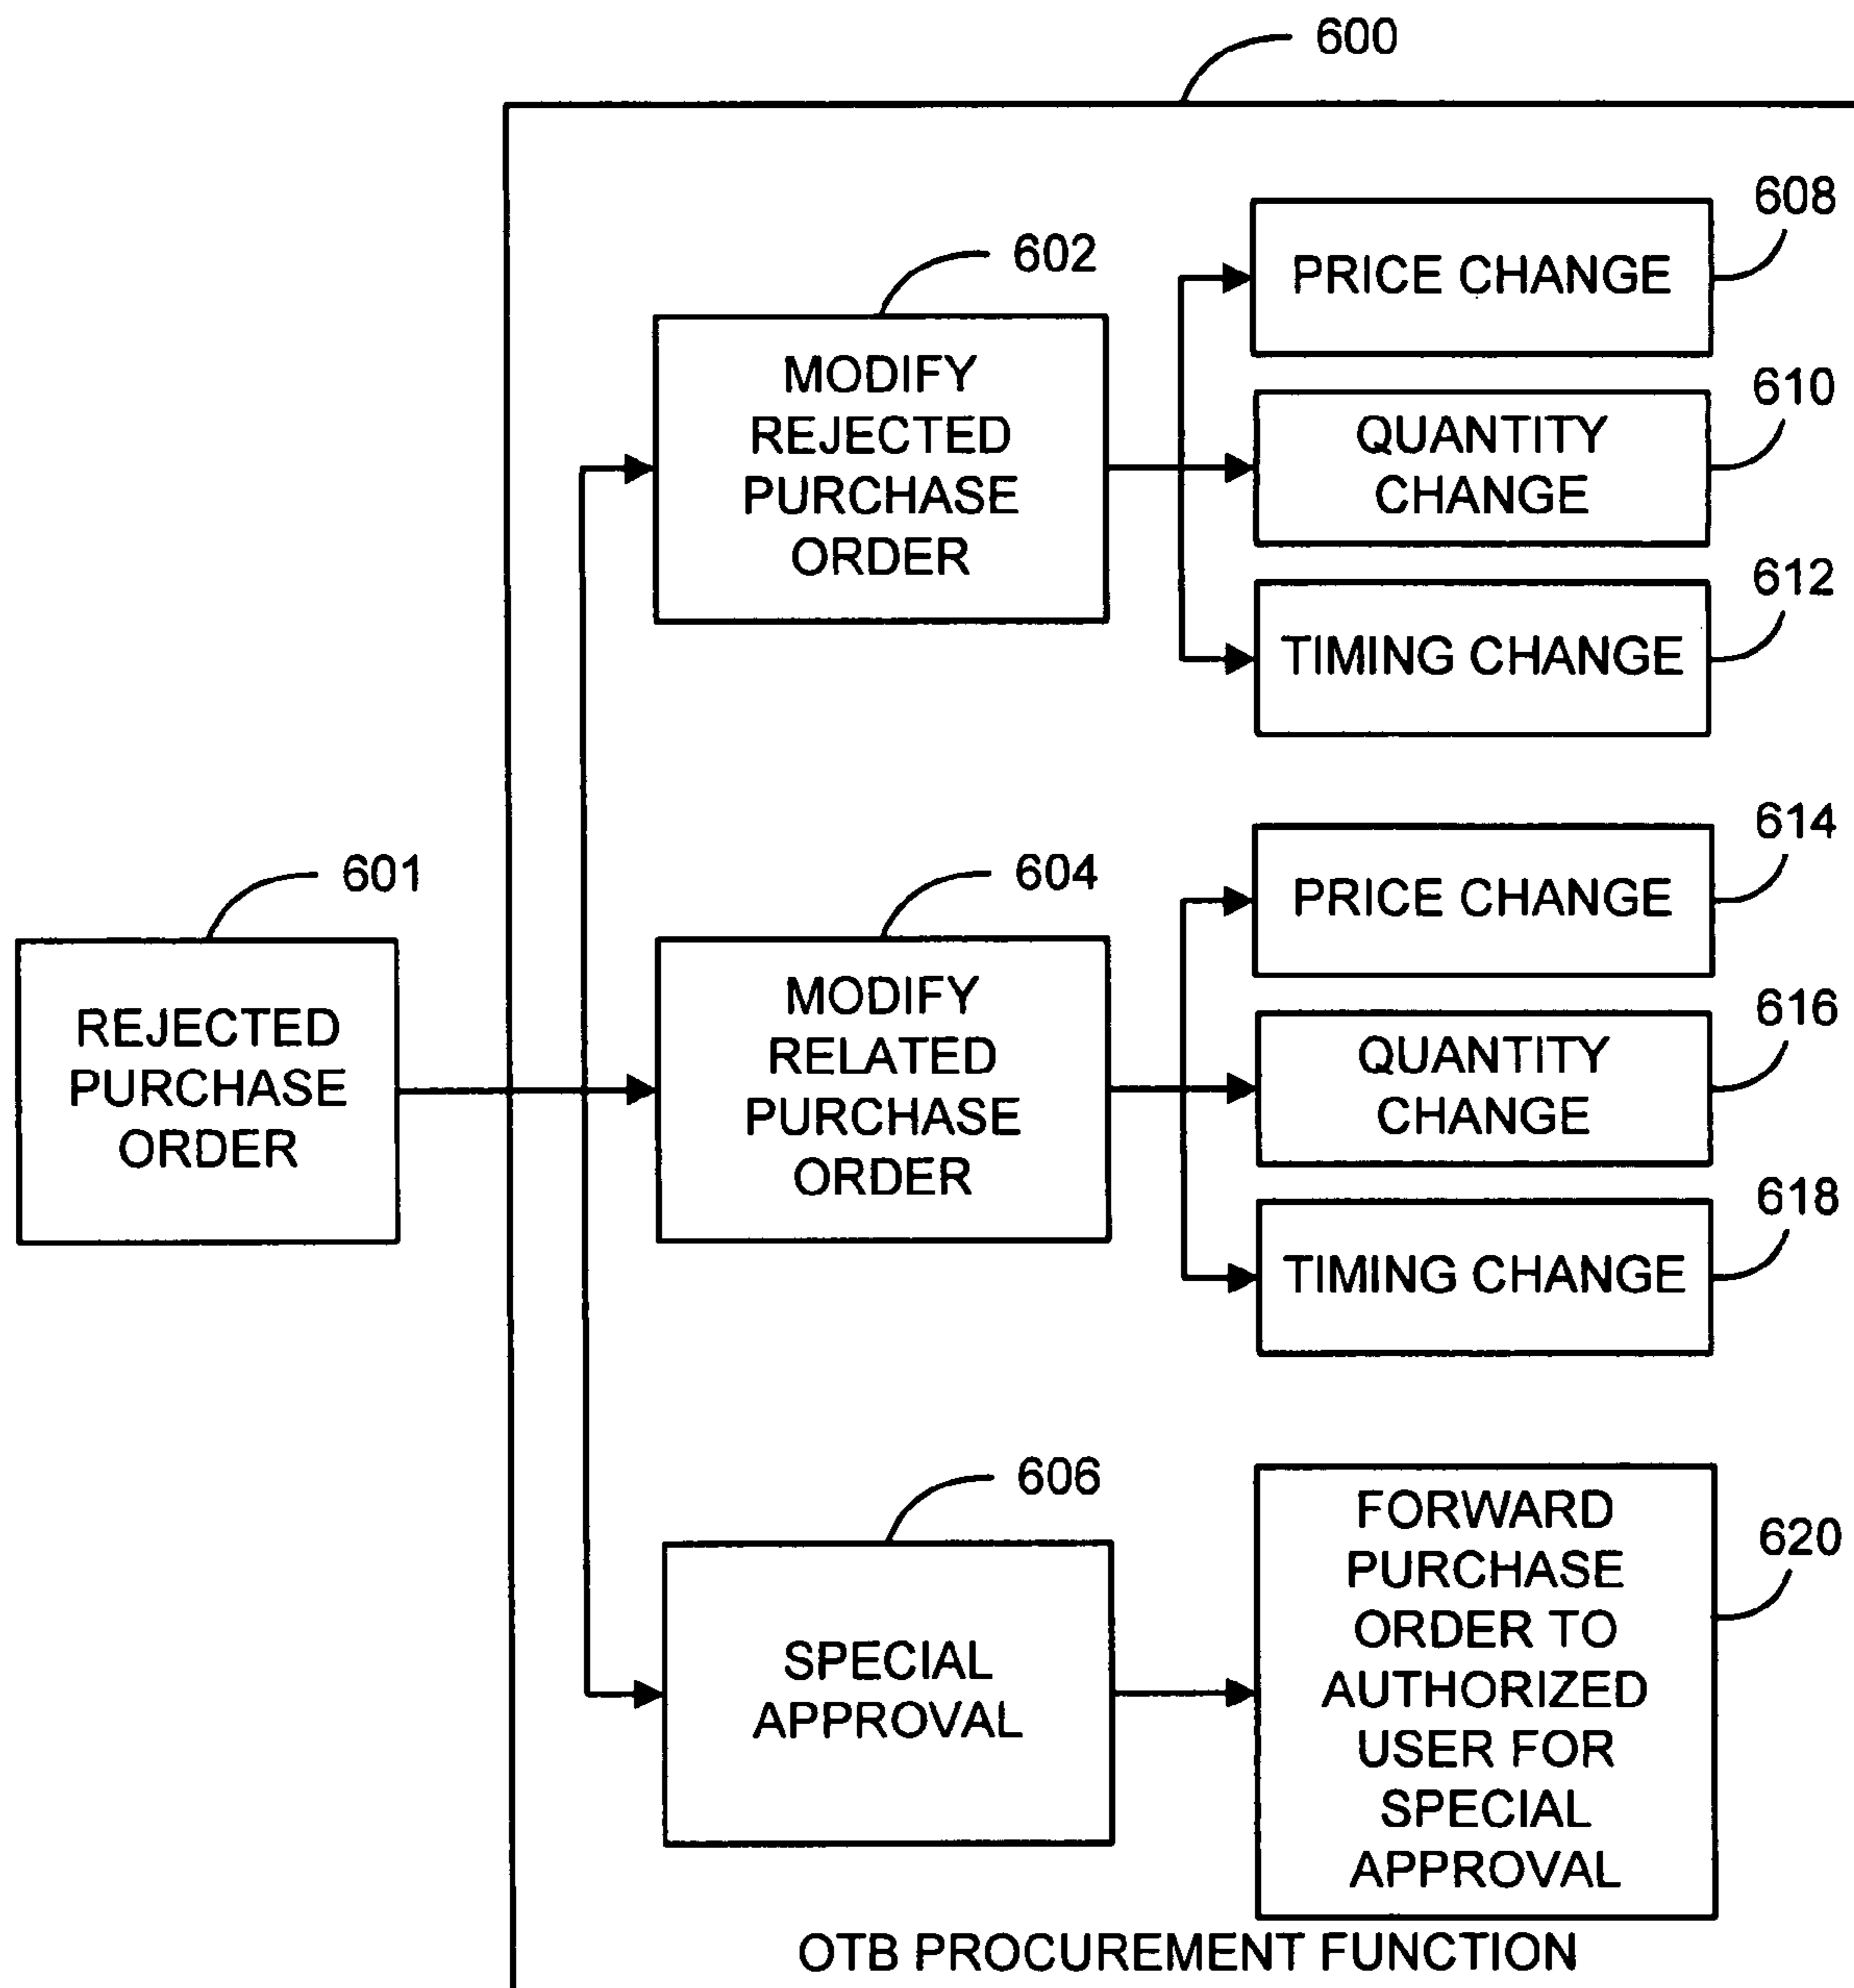 600
608
PRICE CHANGE
602
MODIFY
REJECTED
PURCHASE
ORDER
610
QUANTITY
CHANGE
612
TIMING CHANGE
601
REJECTED
PURCHASE
ORDER
604
MODIFY
RELATED
PURCHASE
ORDER
614
PRICE CHANGE
616
QUANTITY
CHANGE
618
TIMING CHANGE
606
SPECIAL
APPROVAL
620
FORWARD
PURCHASE
ORDER TO
AUTHORIZED
USER FOR
SPECIAL
APPROVAL
OTB PROCUREMENT FUNCTION